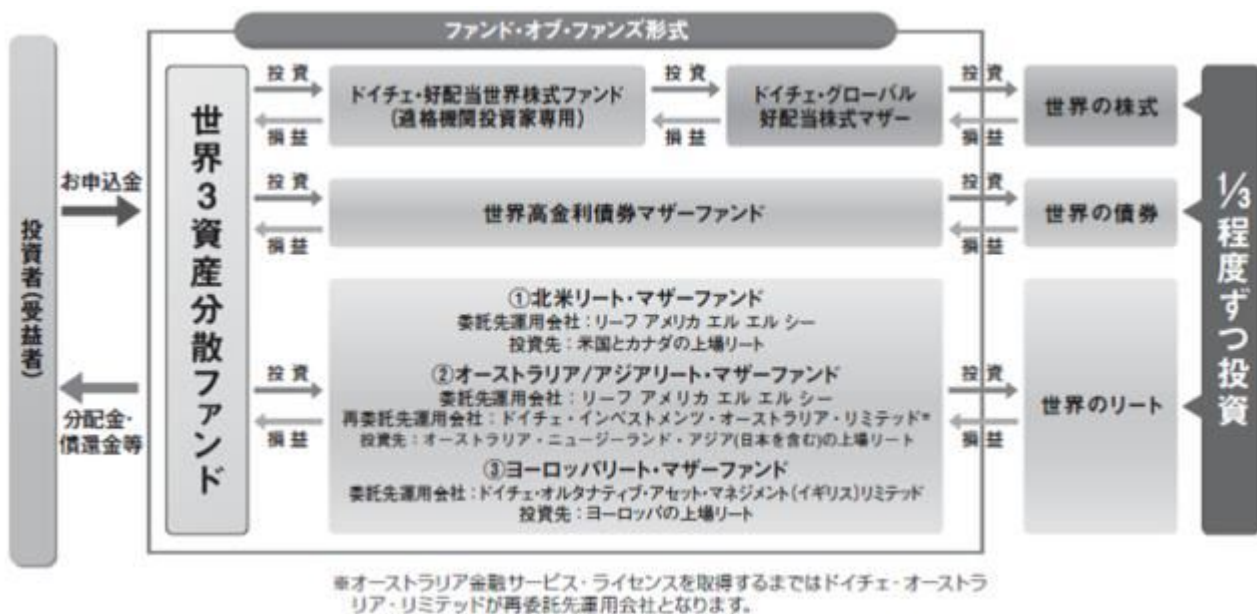 ファンド・オブ・ファンズ形式
投資者(受益者)
お申込金
分配金・
償還金等
世界3資産分散ファンド
投資
損益
ドイチェ・好配当世界株式ファンド
(適格機関投資家専用)
投資
損益
ドイチェ・グローバル
好配当株式マザー
投資
損益
世界の株式
投資
損益
世界高金利債券マザーファンド
投資
損益
世界の債券
投資
損益
①北米リート・マザーファンド
委託先運用会社：リーフ アメリカ エル エル シー
投資先：米国とカナダの上場リート
②オーストラリア/アジアリート・マザーファンド
委託先運用会社：リーフ アメリカ エル エル シー
再委託先運用会社：ドイチェ・インベストメンツ・オーストラリア・リミテッド※
投資先：オーストラリア・ニュージーランド・アジア(日本を含む)の上場リート
③ヨーロッパリート・マザーファンド
委託先運用会社：ドイチェ・オルタナティブ・アセット・マネジメント(イギリス)リミテッド
投資先：ヨーロッパの上場リート
投資
損益
世界のリート
1/3程度ずつ投資
※オーストラリア金融サービス・ライセンスを取得するまではドイチェ・オーストラ
リア・リミテッドが再委託先運用会社となります。